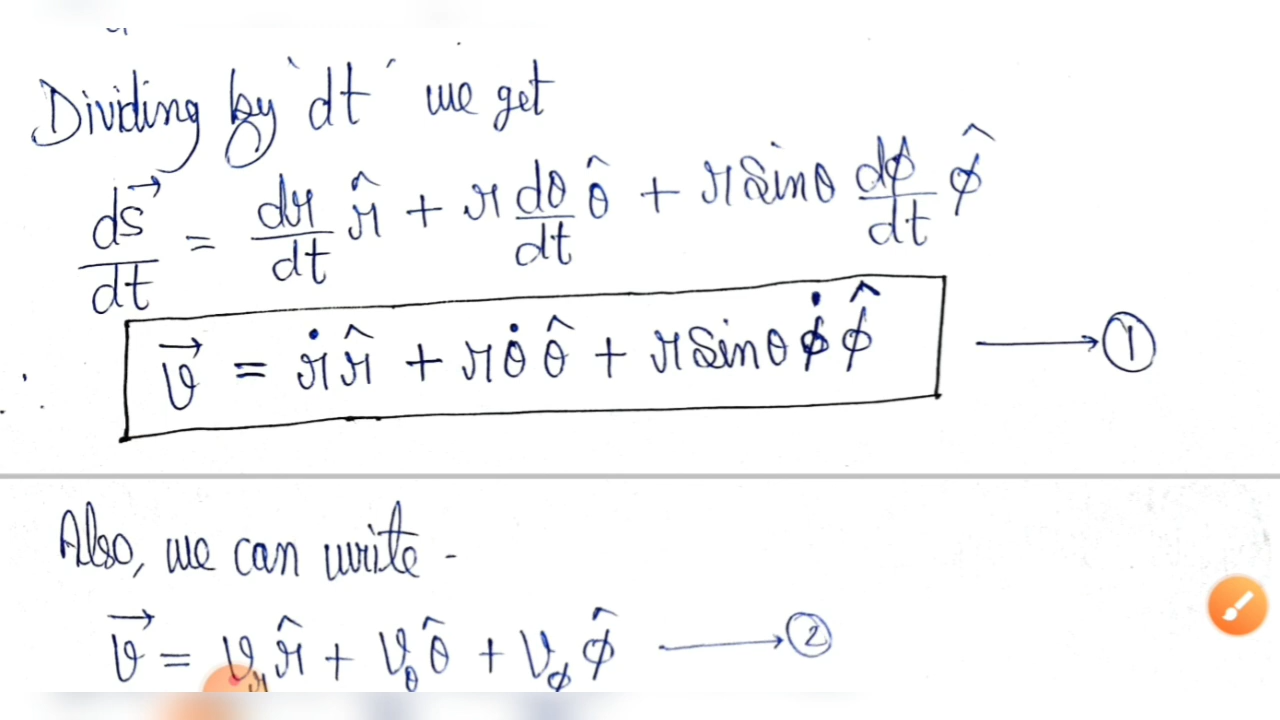 Dividing by 'dt' we get
ds⃗/dt = dr/dt r̂ + r dθ/dt θ̂ + r sinθ dϕ/dt ϕ̂
∴ v⃗ = ṙ r̂ + r θ̇ θ̂ + r sinθ ϕ̇ ϕ̂ ⟶ ①
Also, we can write -
v⃗ = v_r r̂ + v_θ θ̂ + v_ϕ ϕ̂ ⟶ ②